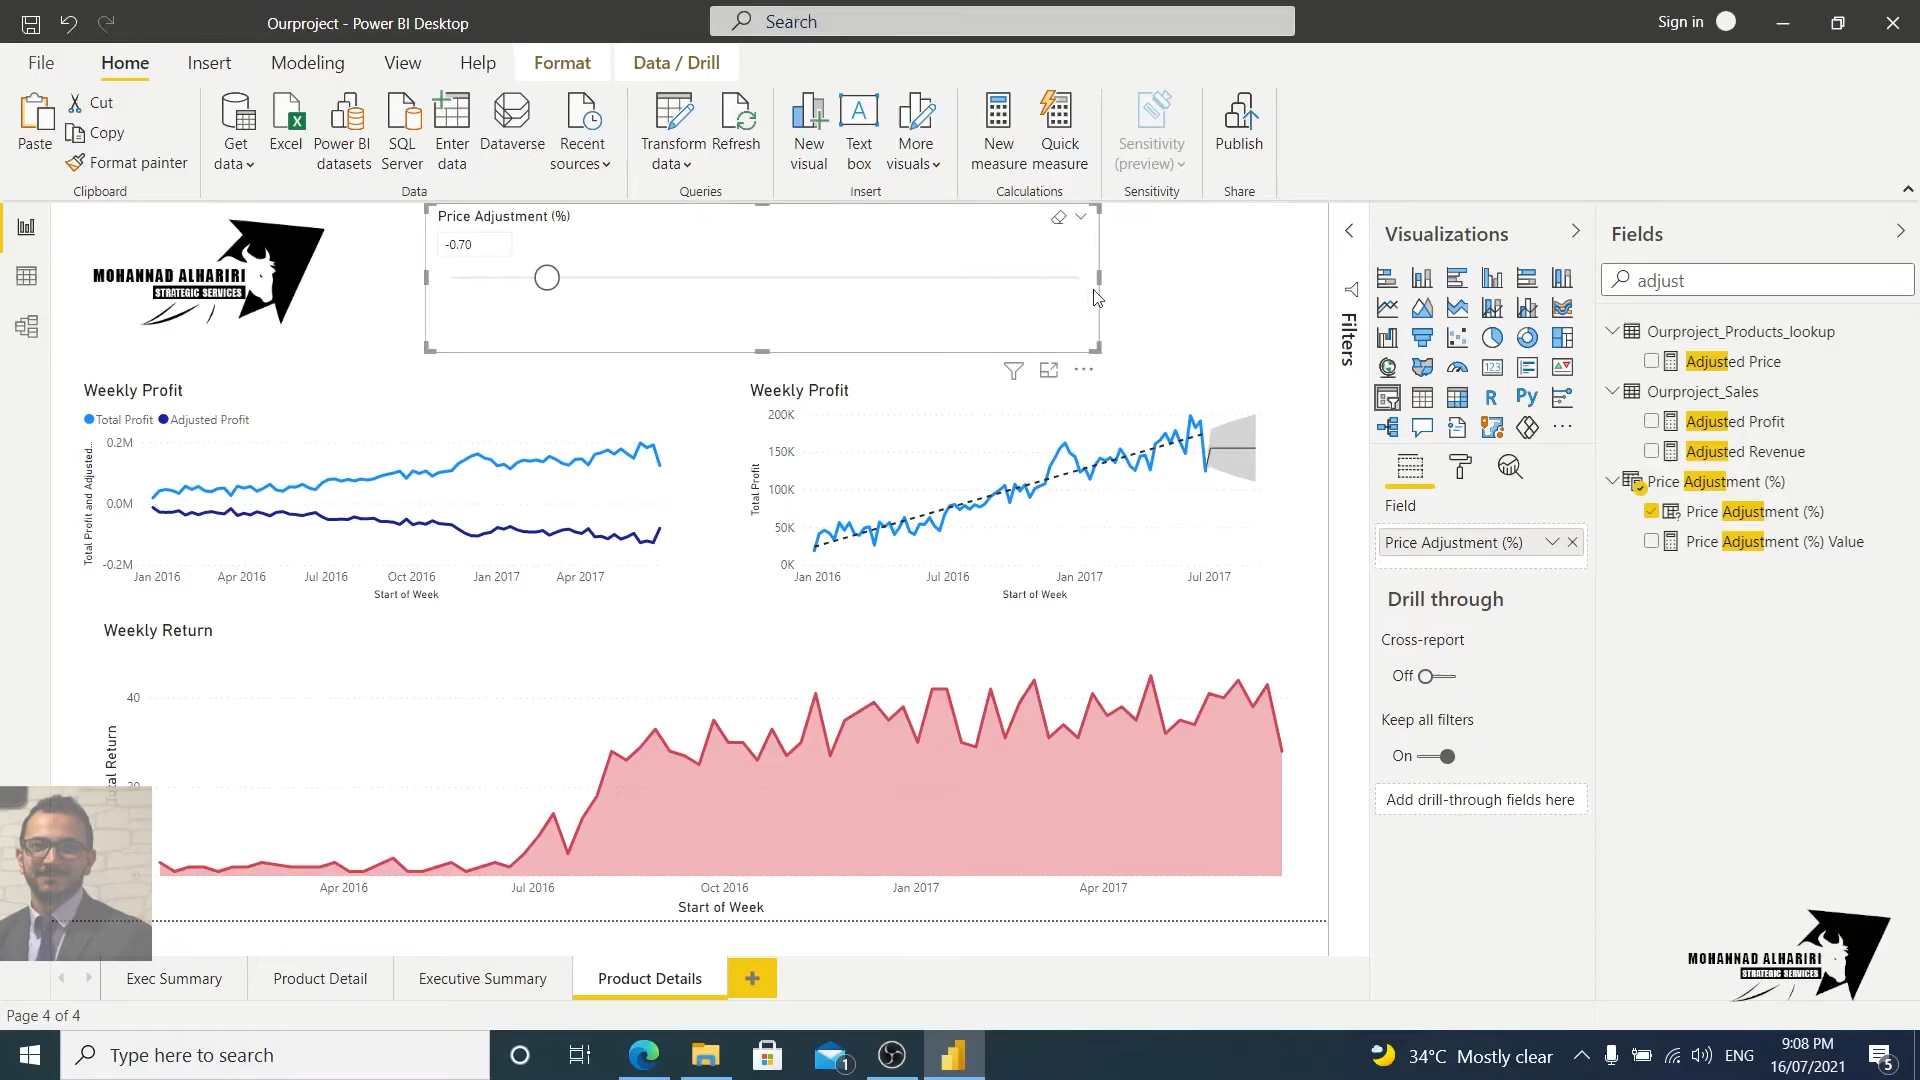 Ourproject - Power BI Desktop
Search
Sign in
File Home Insert Modeling View Help Format Data / Drill
Paste
Cut
Copy
Format painter
Clipboard
Get data
Excel
Power BI datasets
SQL Server
Enter data
Dataverse
Recent sources
Data
Transform data
Refresh
Queries
New visual
Text box
More visuals
Insert
New measure
Quick measure
Calculations
Sensitivity (preview)
Sensitivity
Publish
Share
MOHANNAD ALHARIRI
STRATEGIC SERVICES
Price Adjustment (%)
-0.70
Weekly Profit
Total Profit Adjusted Profit
Total Profit and Adjusted...
0.2M
0.0M
-0.2M
Jan 2016 Apr 2016 Jul 2016 Oct 2016 Jan 2017 Apr 2017
Start of Week
Weekly Profit
Total Profit
200K
150K
100K
50K
0K
Jan 2016 Jul 2016 Jan 2017 Jul 2017
Start of Week
Weekly Return
Total Return
40
20
Apr 2016 Jul 2016 Oct 2016 Jan 2017 Apr 2017
Start of Week
Filters
Visualizations
123
R Py
Field
Price Adjustment (%)
Drill through
Cross-report
Off
Keep all filters
On
Add drill-through fields here
Fields
adjust
Ourproject_Products_lookup
Adjusted Price
Ourproject_Sales
Adjusted Profit
Adjusted Revenue
Price Adjustment (%)
Price Adjustment (%)
Price Adjustment (%) Value
MOHANNAD ALHARIRI
STRATEGIC SERVICES
Exec Summary Product Detail Executive Summary Product Details
Page 4 of 4
Type here to search
1
34°C Mostly clear
ENG
9:08 PM
16/07/2021
5